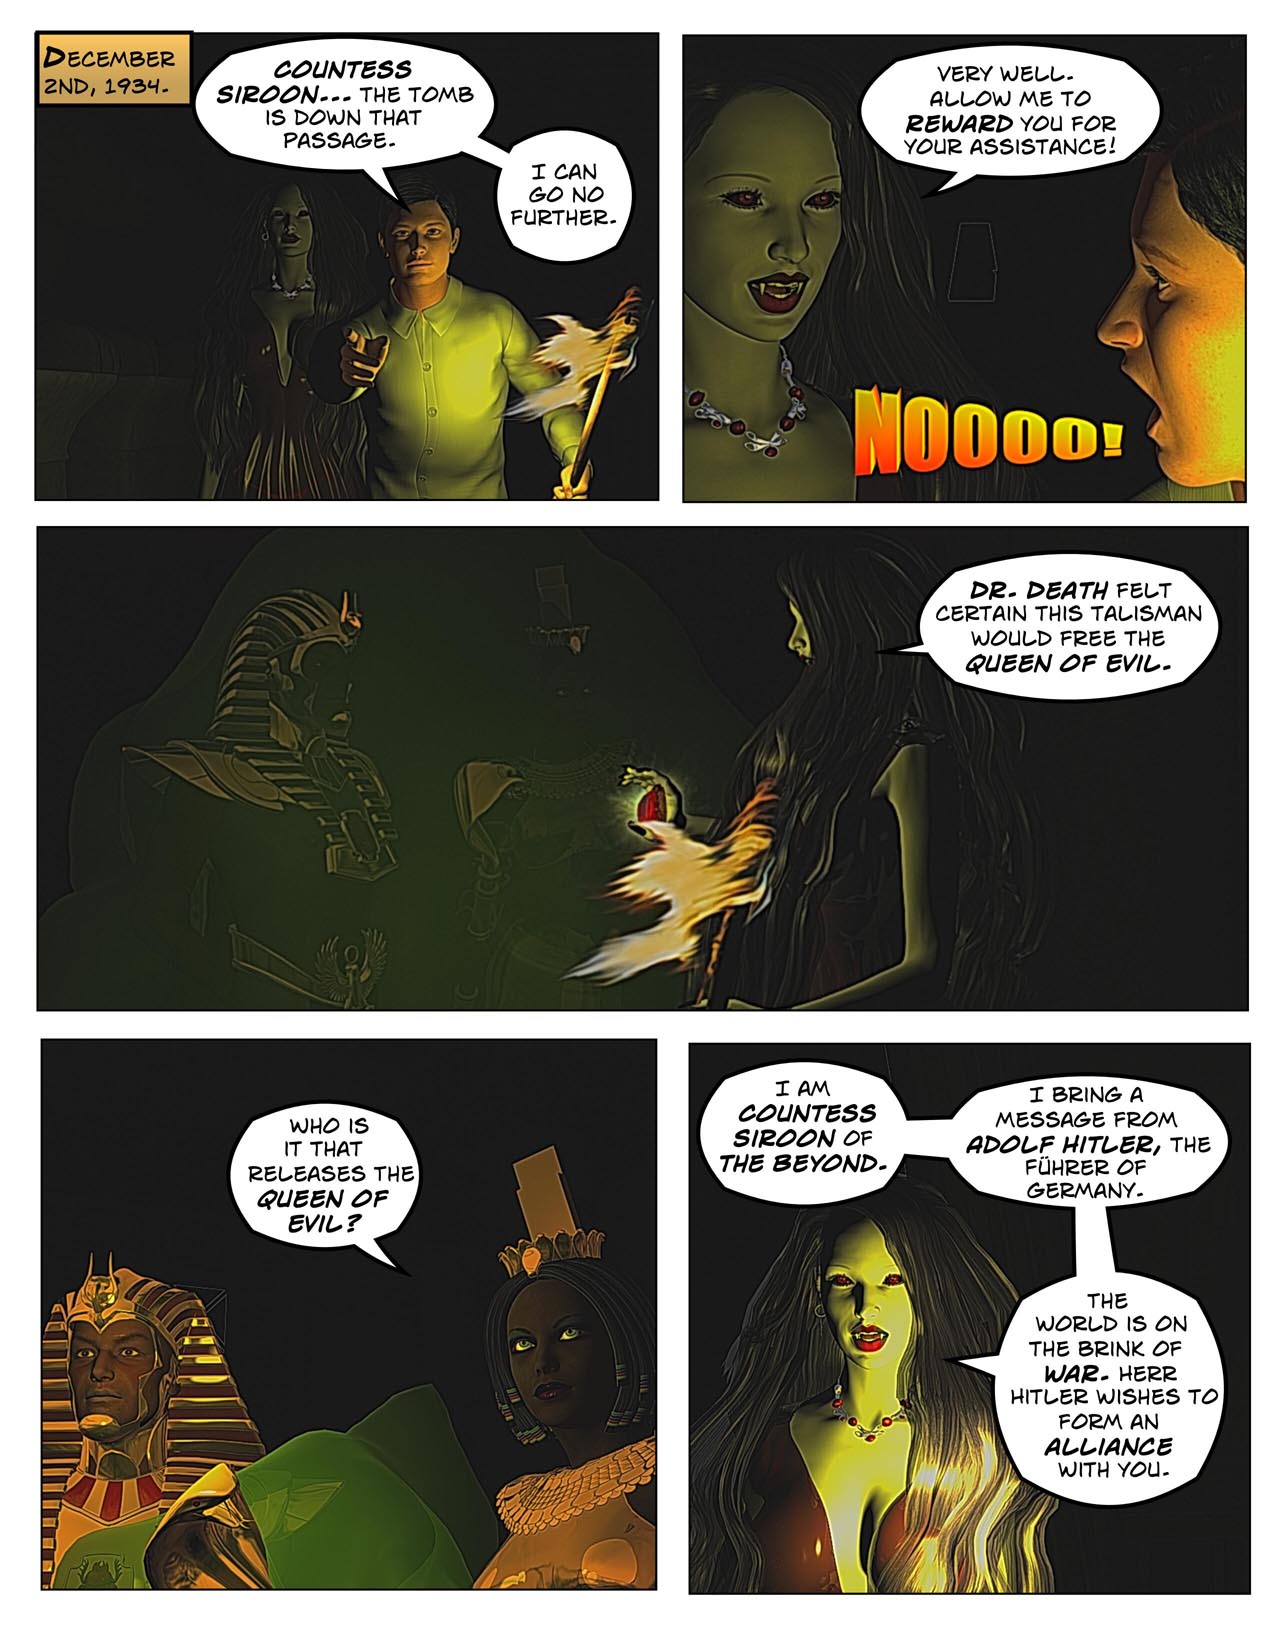 DECEMBER
2ND, 1934.
COUNTESS
SIROON... THE TOMB
IS DOWN THAT
PASSAGE.
I CAN
GO NO
FURTHER.
VERY WELL.
ALLOW ME TO
REWARD YOU FOR
YOUR ASSISTANCE!
NOOOO!
DR. DEATH FELT
CERTAIN THIS TALISMAN
WOULD FREE THE
QUEEN OF EVIL.
WHO IS
IT THAT
RELEASES THE
QUEEN OF
EVIL?
I AM
COUNTESS
SIROON OF
THE BEYOND.
I BRING A
MESSAGE FROM
ADOLF HITLER, THE
FÜHRER OF
GERMANY.
THE
WORLD IS ON
THE BRINK OF
WAR. HERR
HITLER WISHES TO
FORM AN
ALLIANCE
WITH YOU.